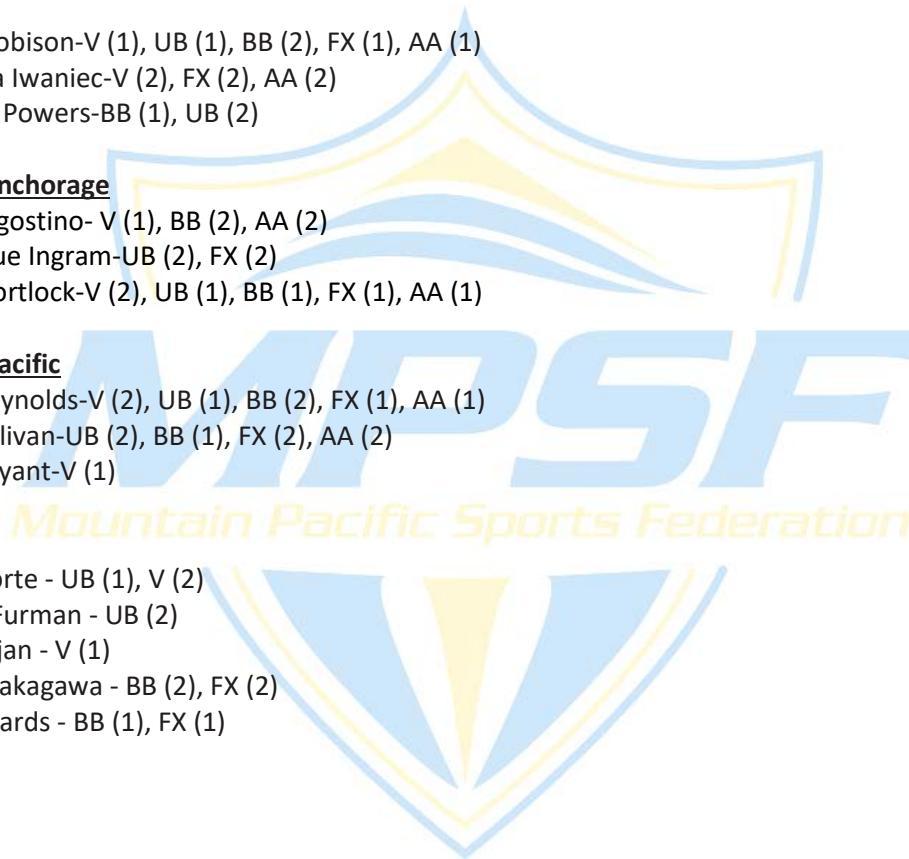 obison-V (1), UB (1), BB (2), FX (1), AA (1)
a Iwaniec-V (2), FX (2), AA (2)
Powers-BB (1), UB (2)
nchorage
gostino- V (1), BB (2), AA (2)
ue Ingram-UB (2), FX (2)
ortlock-V (2), UB (1), BB (1), FX (1), AA (1)
acific
ynolds-V (2), UB (1), BB (2), FX (1), AA (1)
llivan-UB (2), BB (1), FX (2), AA (2)
yant-V (1)
MPSF
Mountain Pacific Sports Federation
orte - UB (1), V (2)
Furman - UB (2)
jan - V (1)
akagawa - BB (2), FX (2)
ards - BB (1), FX (1)